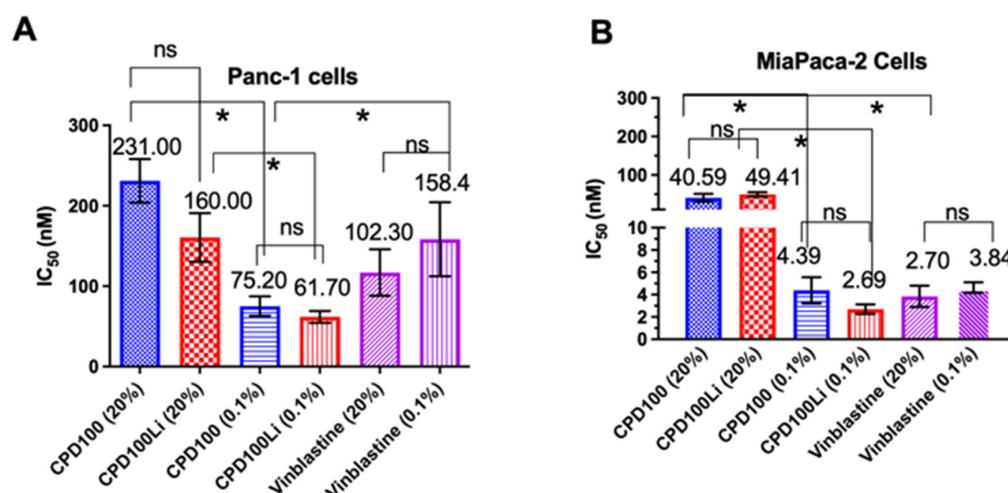 A
ns
Panc-1 cells
*
*
*
ns
ns
231.00
160.00
75.20
61.70
102.30
158.4
IC50 (nM)
300
200
100
0
CPD100 (20%)
CPD100Li (20%)
CPD100 (0.1%)
CPD100Li (0.1%)
Vinblastine (20%)
Vinblastine (0.1%)
B
MiaPaca-2 Cells
*
*
*
ns
ns
ns
40.59
49.41
4.39
2.69
2.70
3.84
IC50 (nM)
300
200
100
10
8
6
4
2
0
CPD100 (20%)
CPD100Li (20%)
CPD100 (0.1%)
CPD100Li (0.1%)
Vinblastine (20%)
Vinblastine (0.1%)